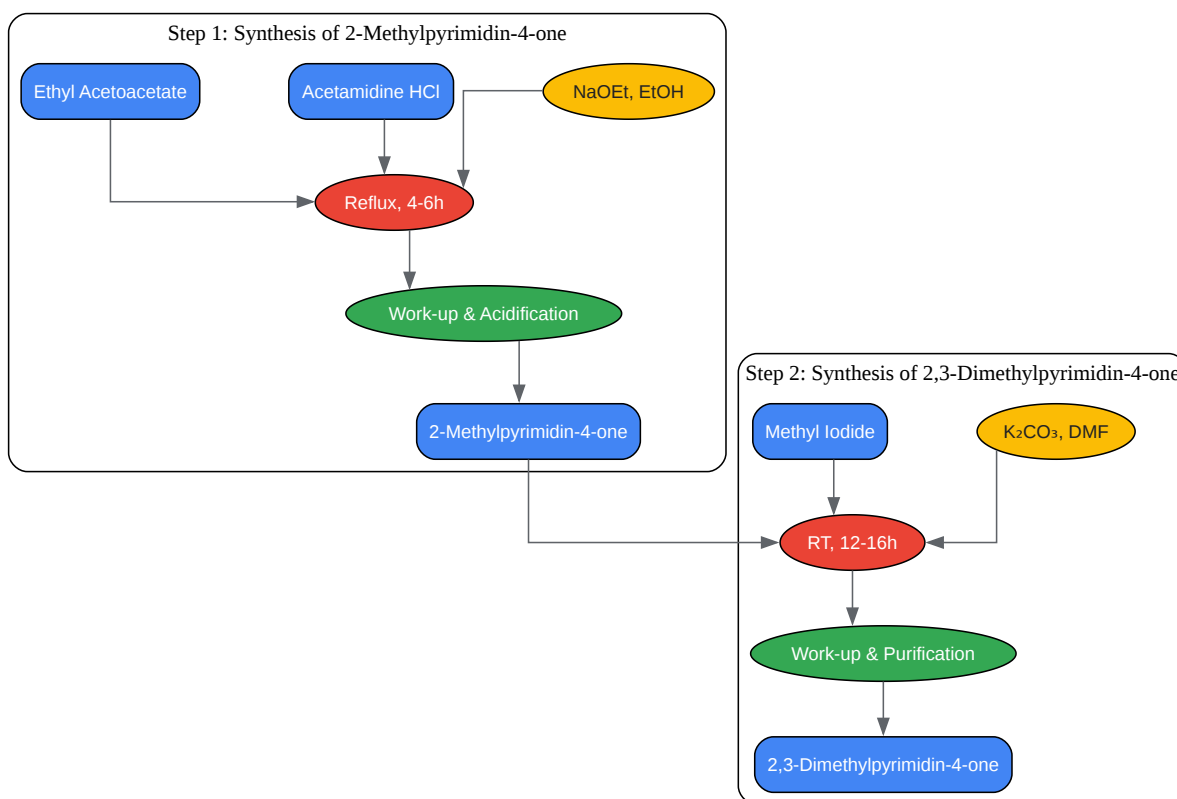 Step 1: Synthesis of 2-Methylpyrimidin-4-one
Ethyl Acetoacetate
Acetamidine HCl
NaOEt, EtOH
Reflux, 4-6h
Work-up & Acidification
2-Methylpyrimidin-4-one
Step 2: Synthesis of 2,3-Dimethylpyrimidin-4-one
Methyl Iodide
K₂CO₃, DMF
RT, 12-16h
Work-up & Purification
2,3-Dimethylpyrimidin-4-one